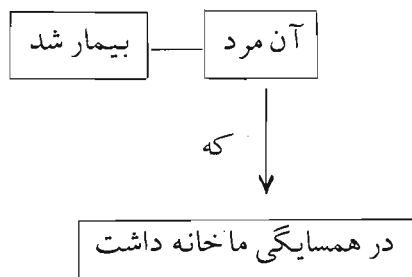 آن مرد بیمار شد
که
در همسایگی ما خانه داشت